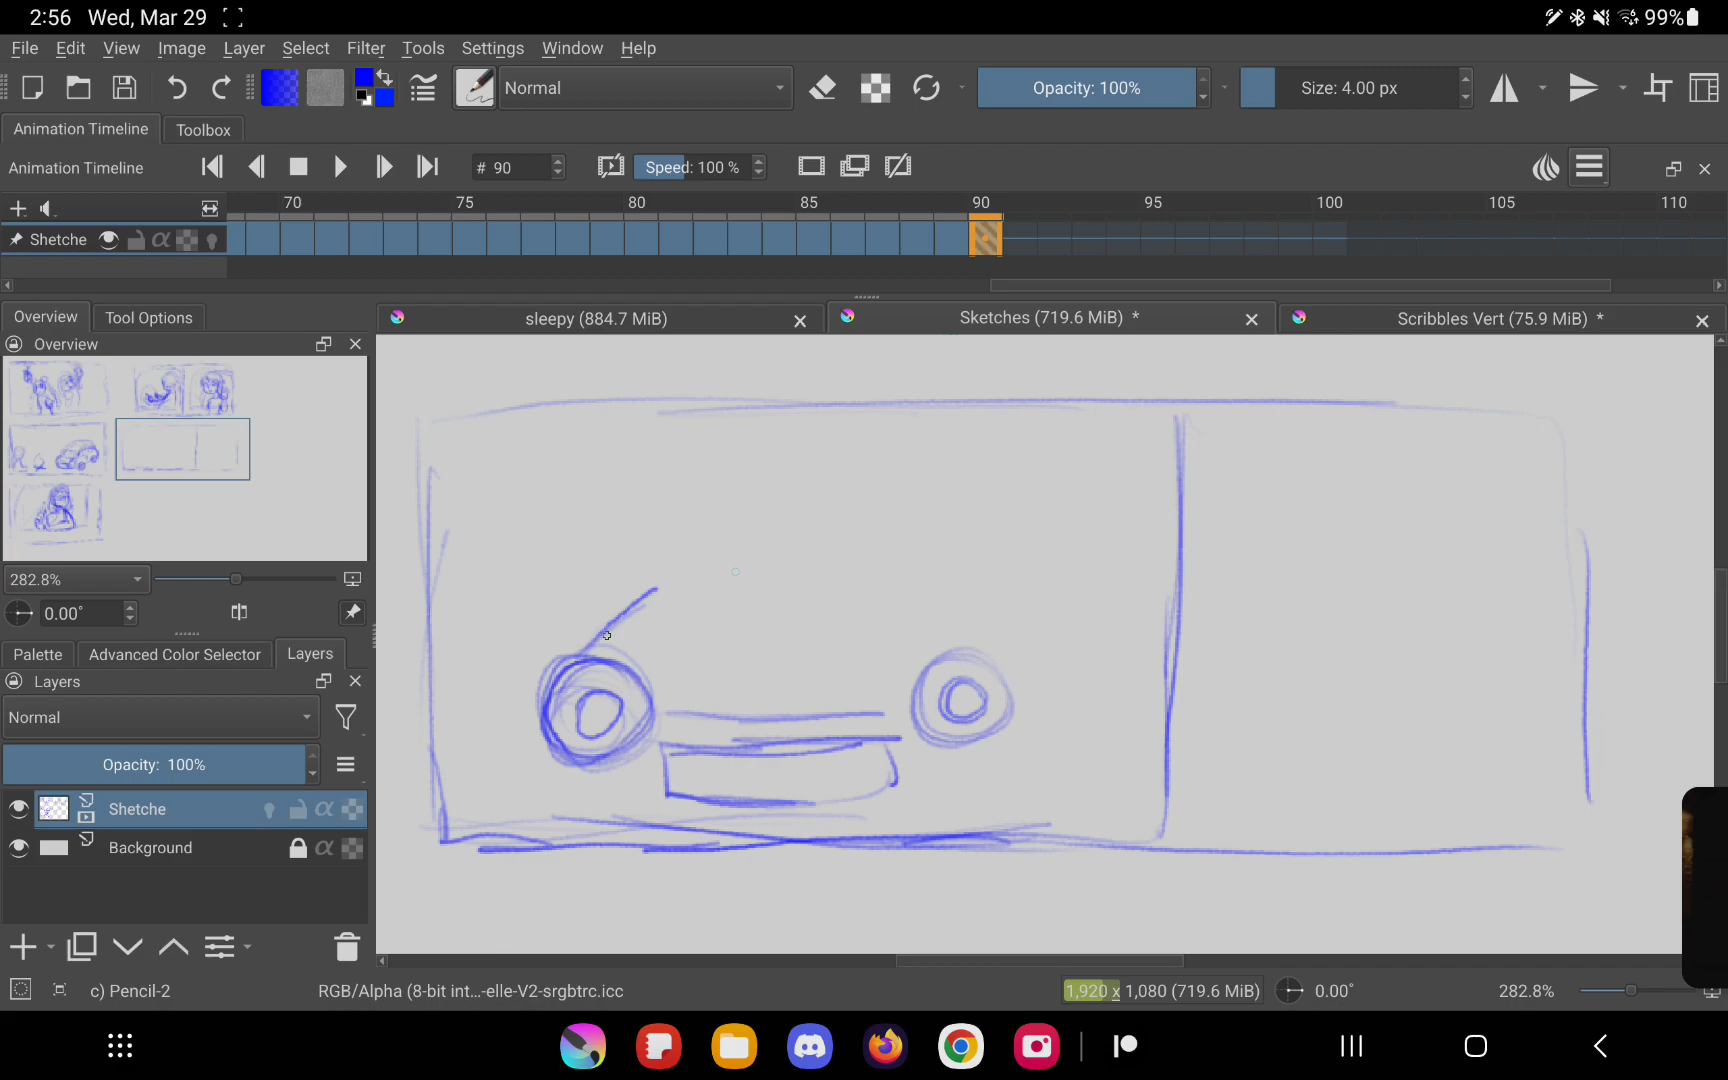 2:56 Wed, Mar 29 99%
File Edit View Image Layer Select Filter Tools Settings Window Help
Normal Opacity: 100% Size: 4.00 px
Animation Timeline Toolbox
Animation Timeline # 90 Speed: 100 %
70 75 80 85 90 95 100 105 110
Shetche
Overview Tool Options sleepy (884.7 MiB) Sketches (719.6 MiB) * Scribbles Vert (75.9 MiB) *
Overview
282.8%
0.00°
Palette Advanced Color Selector Layers
Layers
Normal
Opacity: 100%
Shetche
Background
c) Pencil-2 RGB/Alpha (8-bit int...-elle-V2-srgbtrc.icc 1,920 x 1,080 (719.6 MiB) 0.00° 282.8%